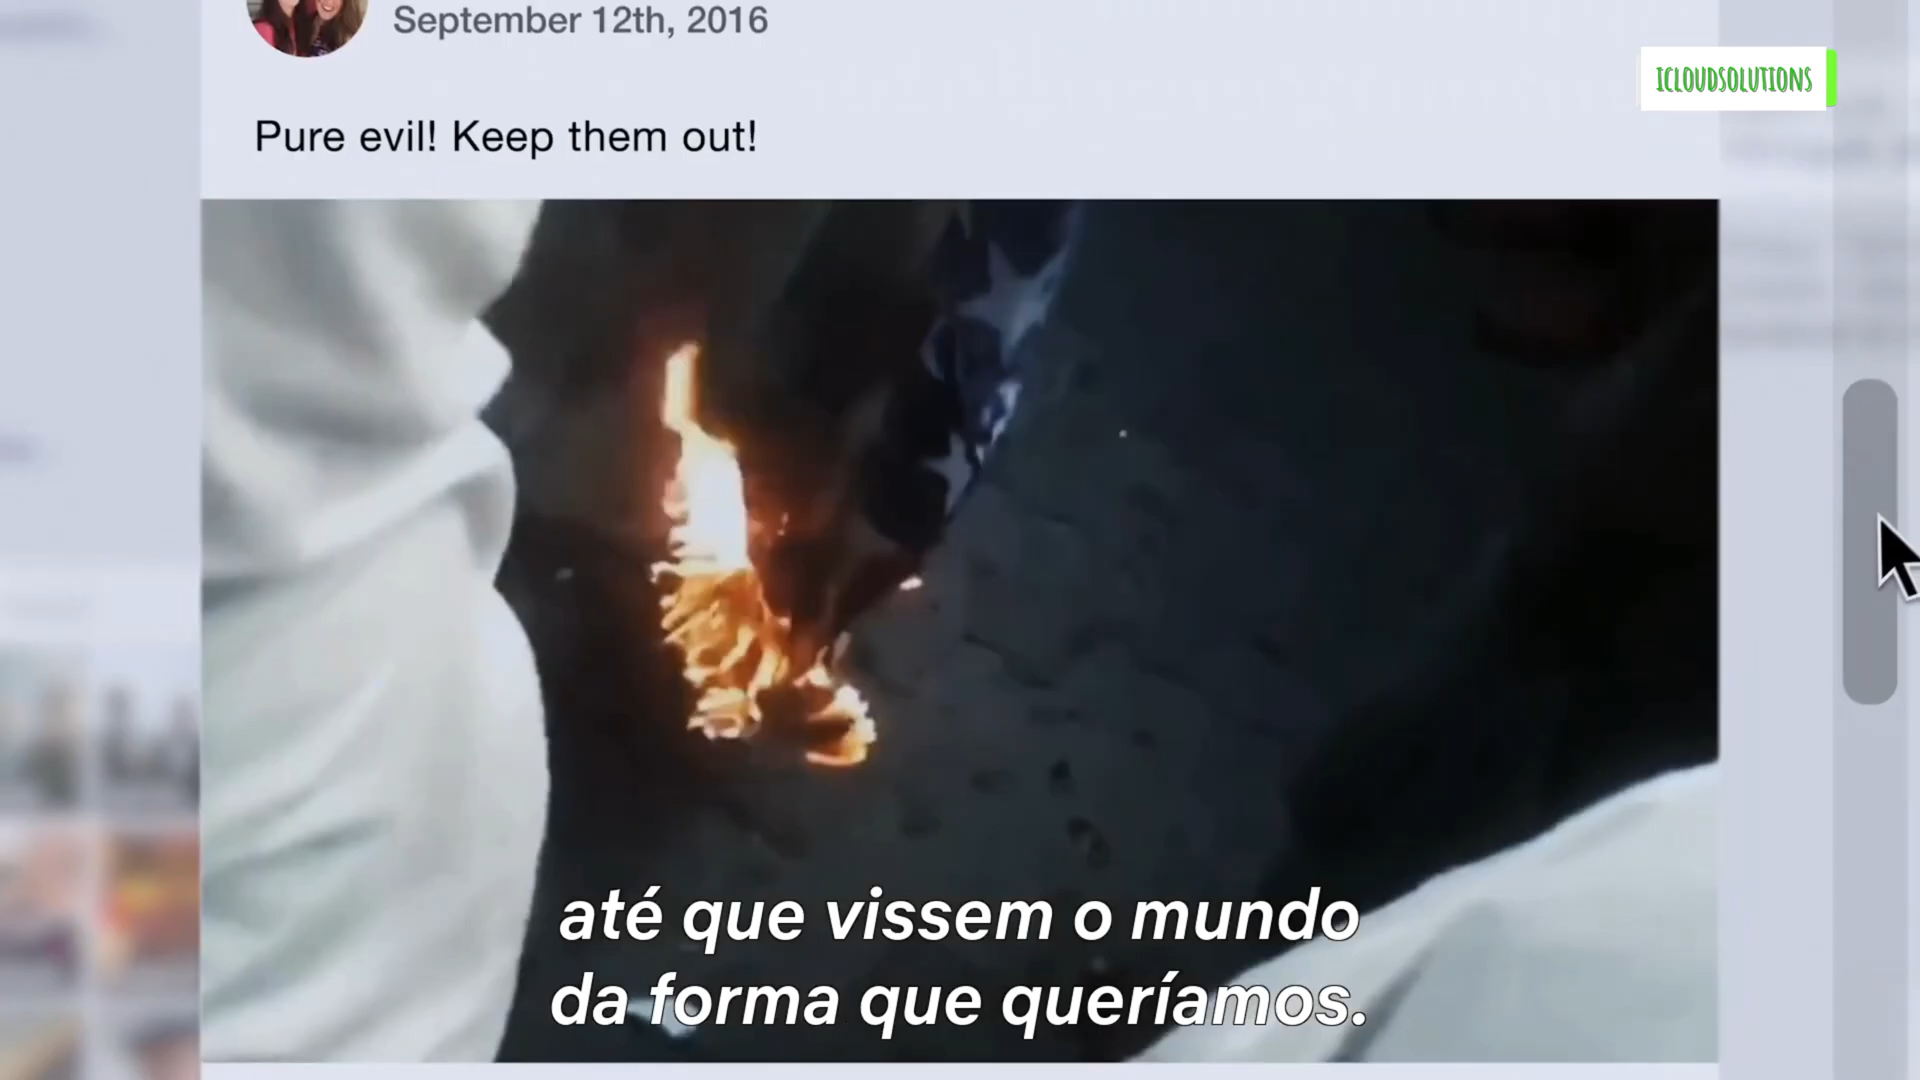 September 12th, 2016
ICLOUDSOLUTIONS
Pure evil! Keep them out!
até que vissem o mundo
da forma que queríamos.